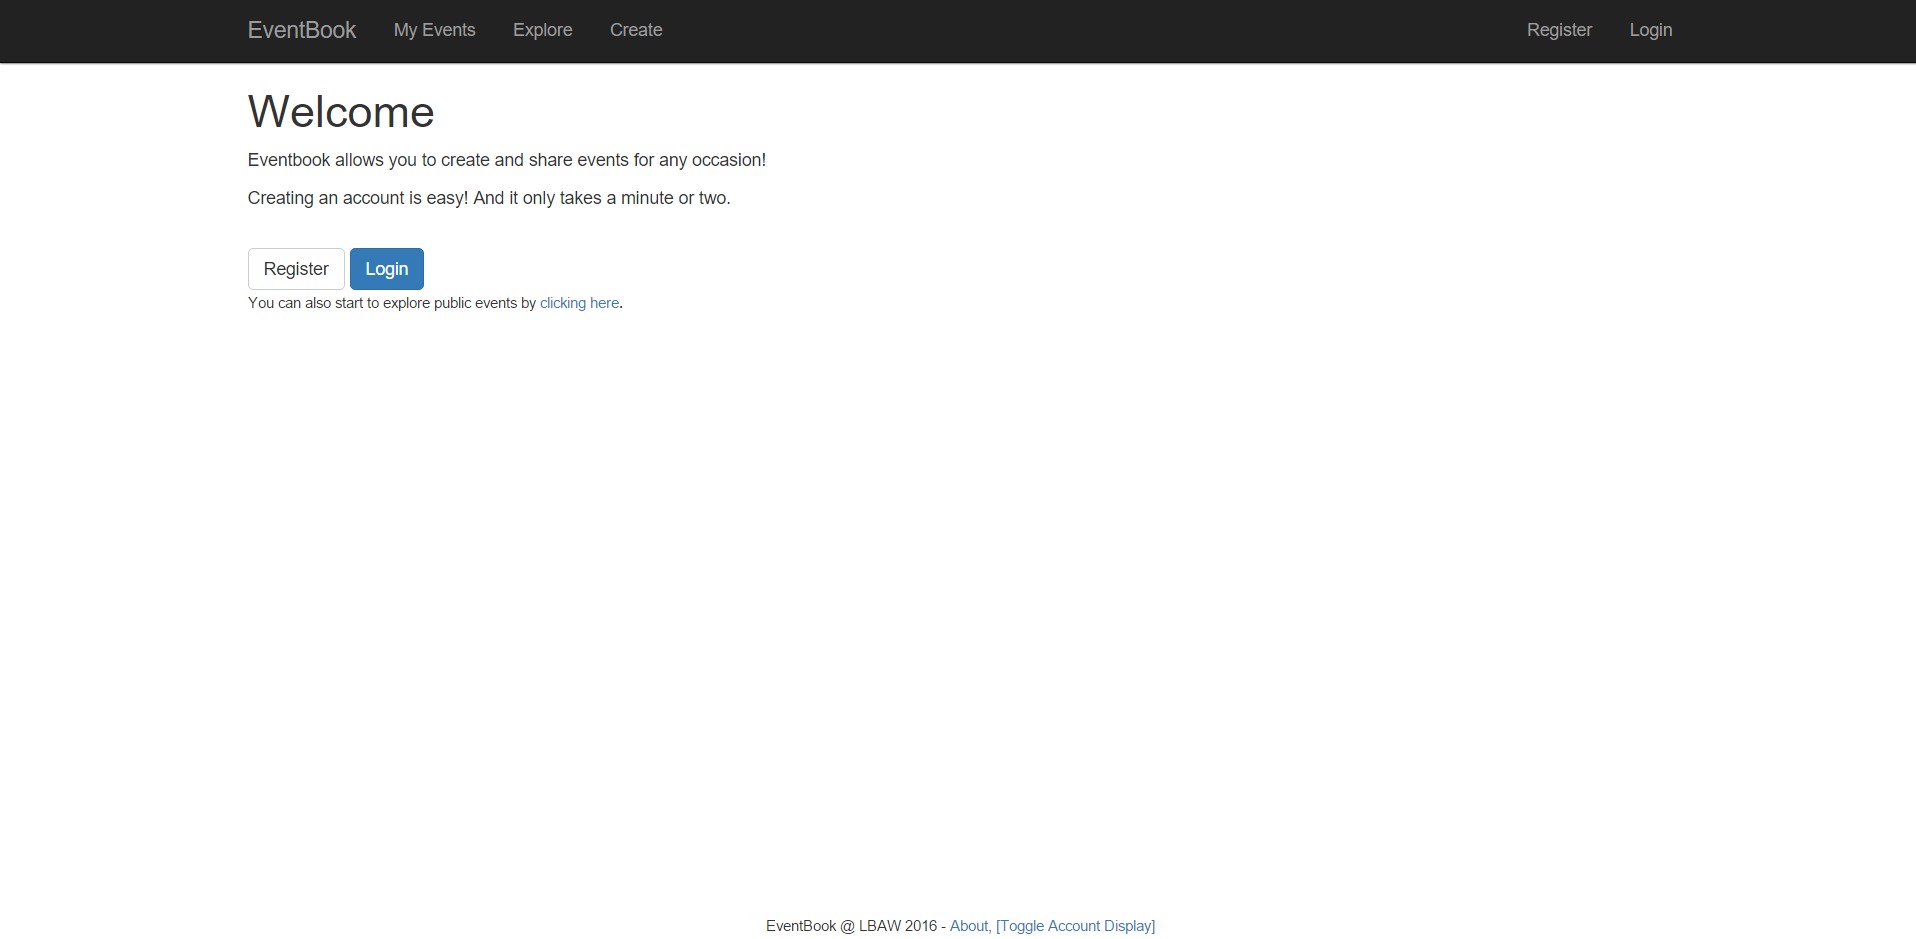 EventBook My Events Explore Create Register Login
Welcome
Eventbook allows you to create and share events for any occasion!
Creating an account is easy! And it only takes a minute or two.
Register Login
You can also start to explore public events by clicking here.
EventBook @ LBAW 2016 - About, [Toggle Account Display]